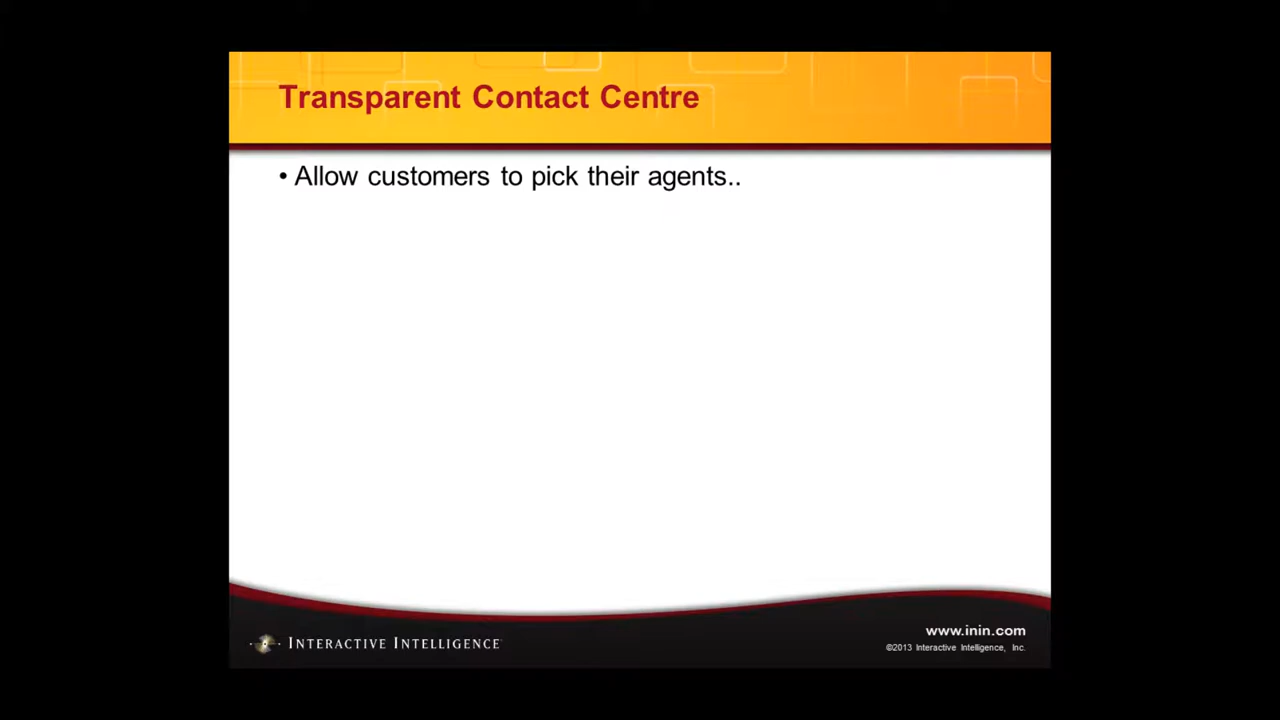 Transparent Contact Centre
• Allow customers to pick their agents..
INTERACTIVE INTELLIGENCE
www.inin.com
©2013 Interactive Intelligence, Inc.